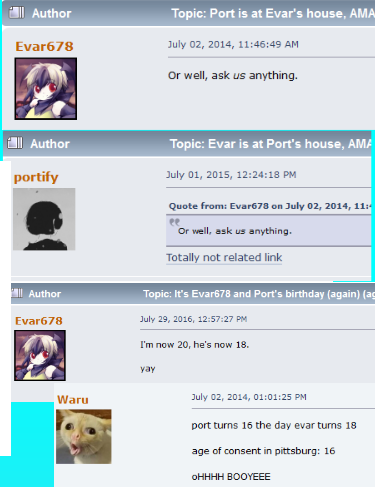 Author Topic: Port is at Evar's house, AMA
Evar678
July 02, 2014, 11:46:49 AM
Or well, ask us anything.
Author Topic: Evar is at Port's house, AMA
portify
July 01, 2015, 12:24:18 PM
Quote from: Evar678 on July 02, 2014, 11:4
Or well, ask us anything.
Totally not related link
Author Topic: It's Evar678 and Port's birthday (again) (ag
Evar678
July 29, 2016, 12:57:27 PM
I'm now 20, he's now 18.
yay
Waru
July 02, 2014, 01:01:25 PM
port turns 16 the day evar turns 18
age of consent in pittsburg: 16
oHHHH BOOYEEE